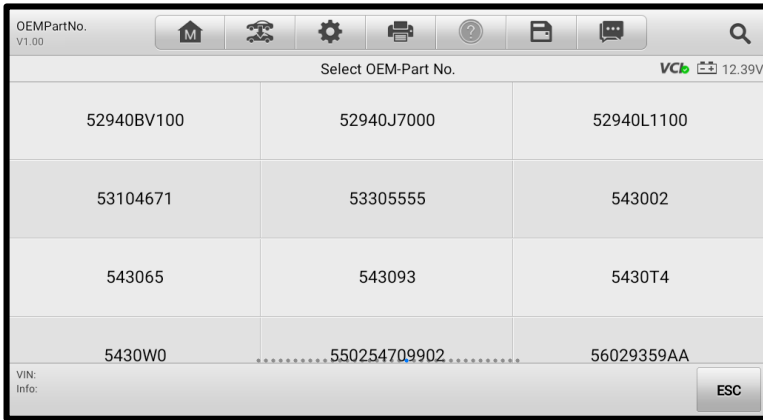 OEMPartNo.
V1.00
M
?
Select OEM-Part No.
VCI 12.39V
52940BV100 52940J7000 52940L1100
53104671 53305555 543002
543065 543093 5430T4
5430W0 550254709902 56029359AA
VIN:
Info:
ESC